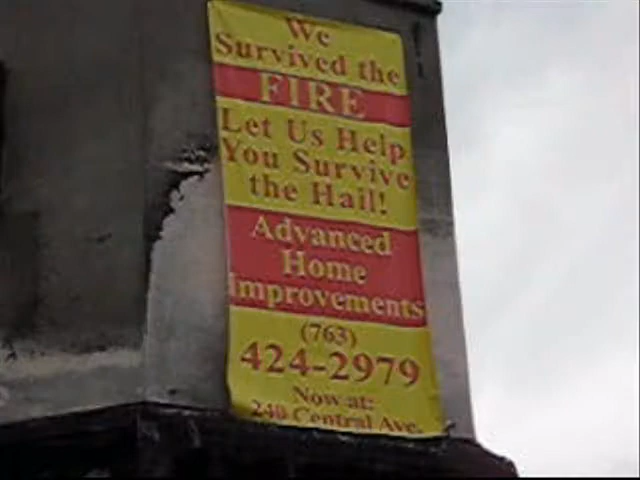 We
Survived the
FIRE
Let Us Help
You Survive
the Hail!
Advanced
Home
Improvements
(763)
424-2979
Now at:
240 Central Ave.